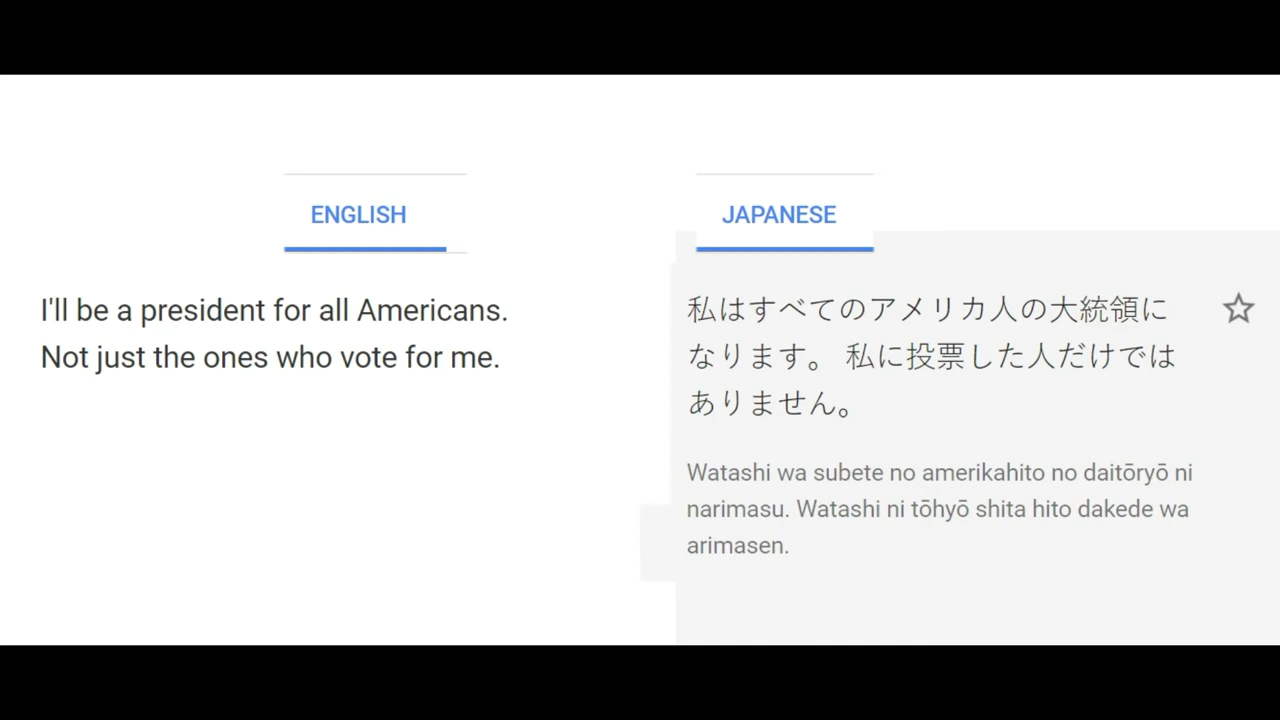 ENGLISH
JAPANESE
I'll be a president for all Americans.
Not just the ones who vote for me.
私はすべてのアメリカ人の大統領に
なります。 私に投票した人だけでは
ありません。
Watashi wa subete no amerikahito no daitōryō ni
narimasu. Watashi ni tōhyō shita hito dakede wa
arimasen.